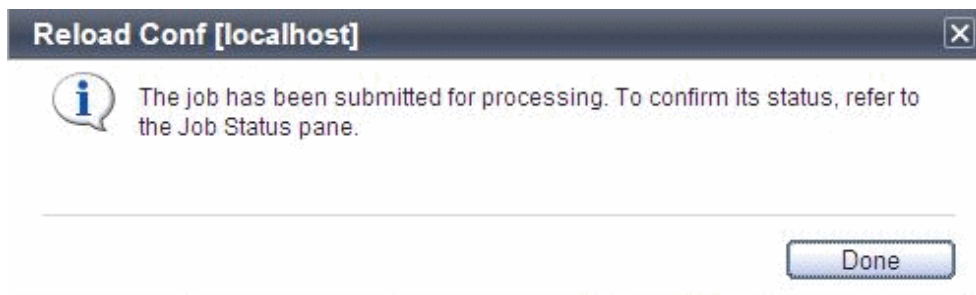 Reload Conf [localhost]
The job has been submitted for processing. To confirm its status, refer to
the Job Status pane.
Done